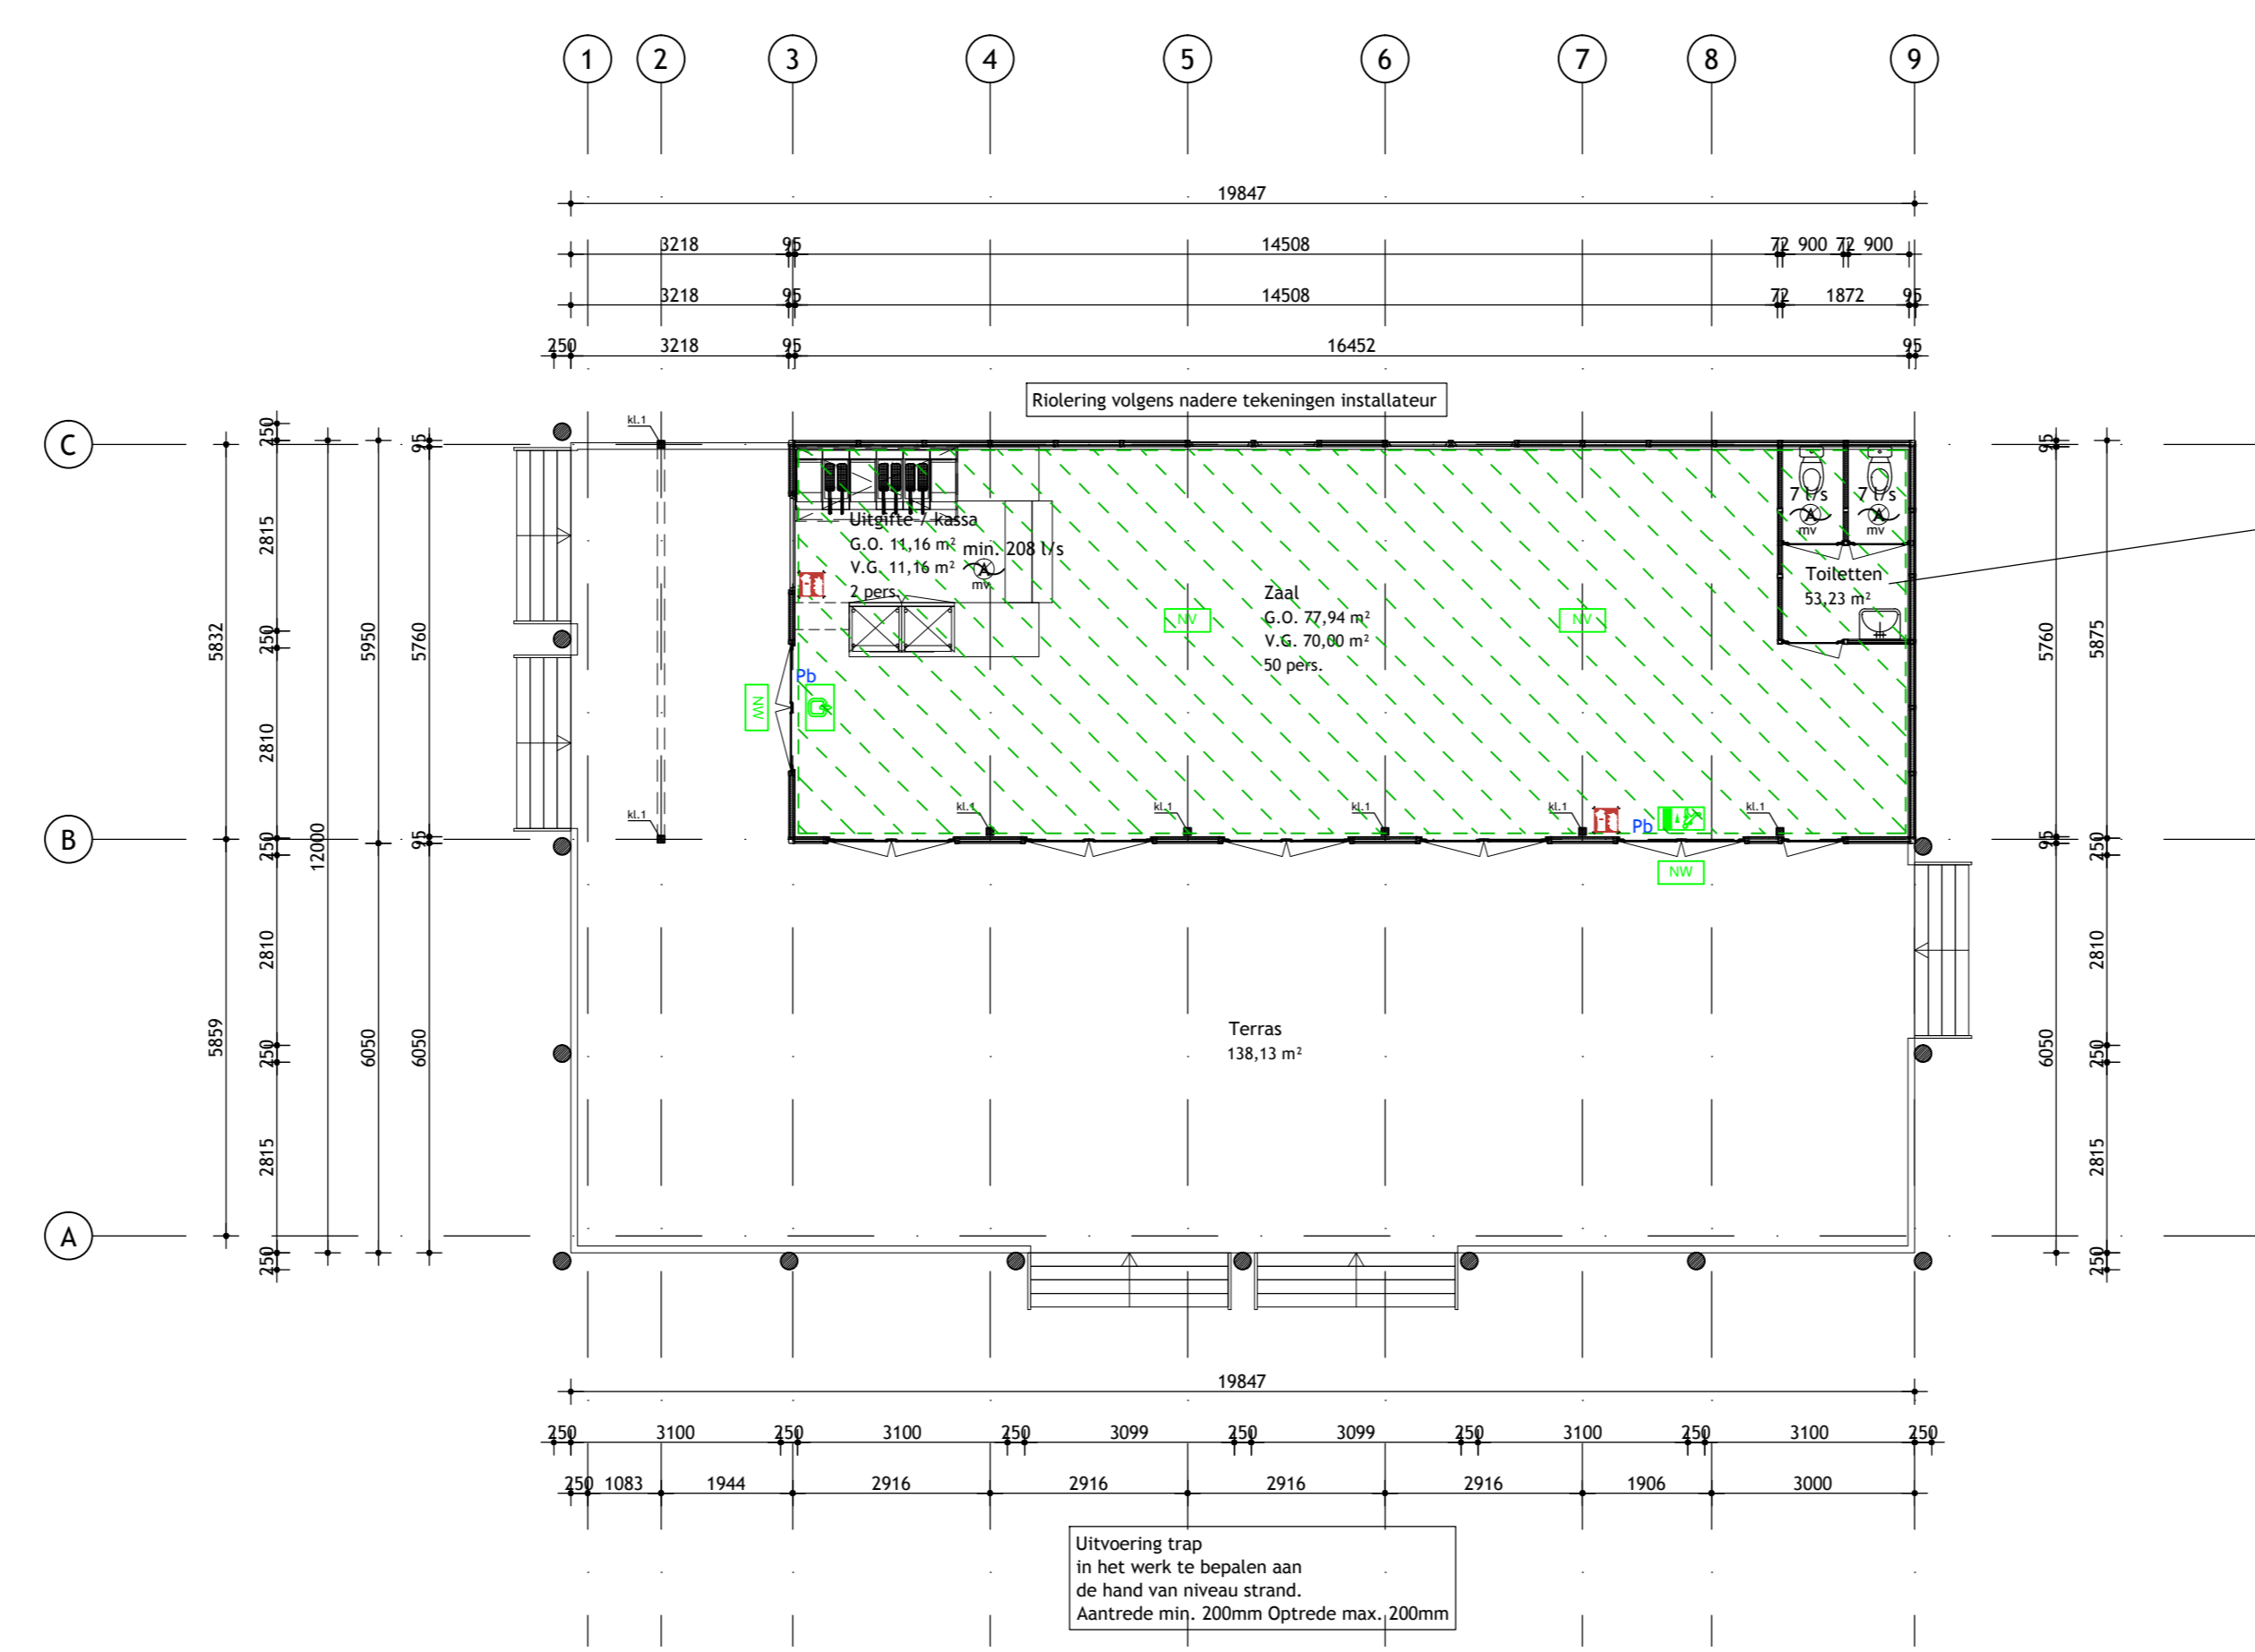 1 2 3 4 5 6 7 8 9
19847
3218 95 14508 72 900 72 900
3218 95 14508 72 1872 95
250 3218 95 16452 95
Riolering volgens nadere tekeningen installateur
C
B
A
5832
5859
250
2815
250
2810
250
2810
250
2815
250
12000
5950
6050
95
5760
95
6050
kl.1
kl.1
Uitgifte / kassa
G.O. 11,16 m²
V.G. 11,16 m²
2 pers.
min. 208 l/s
A
mv
Zaal
G.O. 77,94 m²
V.G. 70,00 m²
50 pers.
NV
NV
7 l/s
A
mv
7 l/s
A
mv
Toiletten
53,23 m²
Pb
NW
kl.1
kl.1
kl.1
kl.1
kl.1
Pb
NW
Terras
138,13 m²
95
5760
95
6050
5875
250
2810
250
2815
250
19847
250 3100 250 3100 250 3099 250 3099 250 3100 250 3100 250
250 1083 1944 2916 2916 2916 2916 1906 3000
Uitvoering trap
in het werk te bepalen aan
de hand van niveau strand.
Aantrede min. 200mm Optrede max. 200mm